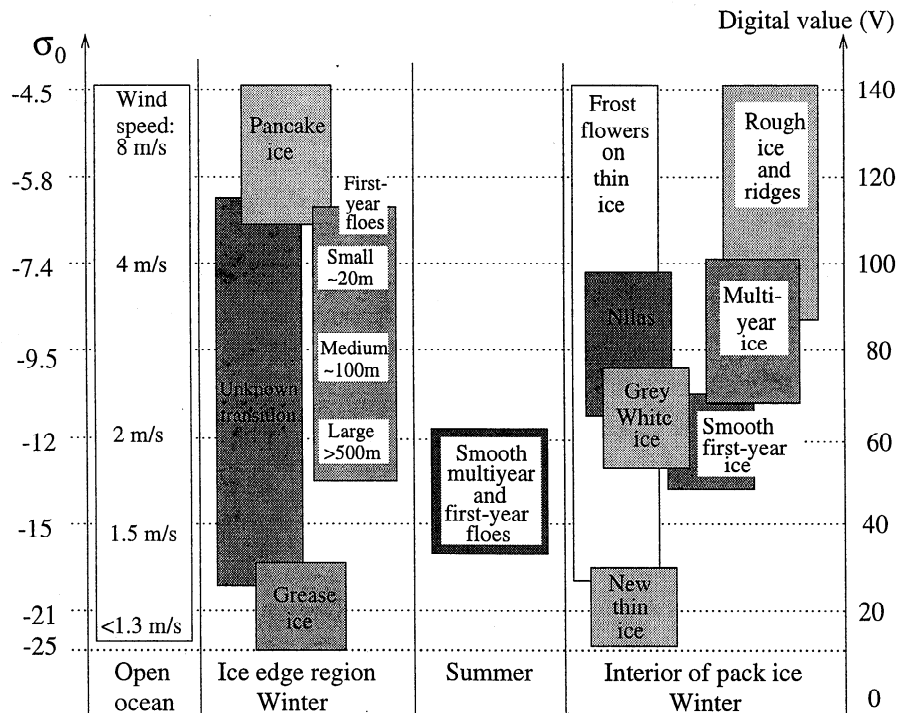 Digital value (V)
σ0
-4.5
-5.8
-7.4
-9.5
-12
-15
-21
-25
Wind
speed:
8 m/s
4 m/s
2 m/s
1.5 m/s
<1.3 m/s
Open
ocean
Pancake
ice
First-
year
floes
Small
~20m
Medium
~100m
Large
>500m
Unknown
transition
Grease
ice
Ice edge region
Winter
Smooth
multiyear
and
first-year
floes
Summer
Frost
flowers
on
thin
ice
Nilas
Grey
White
ice
New
thin
ice
Rough
ice
and
ridges
Multi-
year
ice
Smooth
first-year
ice
Interior of pack ice
Winter
140
120
100
80
60
40
20
0